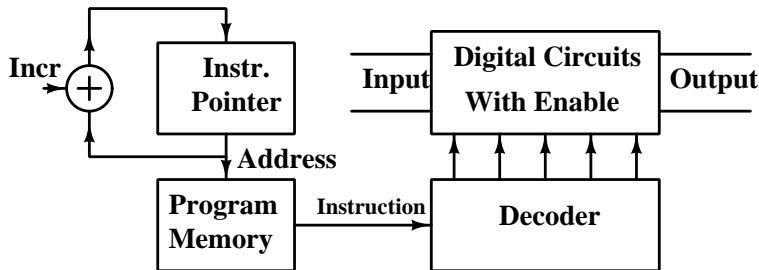 Incr
+
Instr.
Pointer
Address
Program
Memory
Instruction
Input
Digital Circuits
With Enable
Output
Decoder